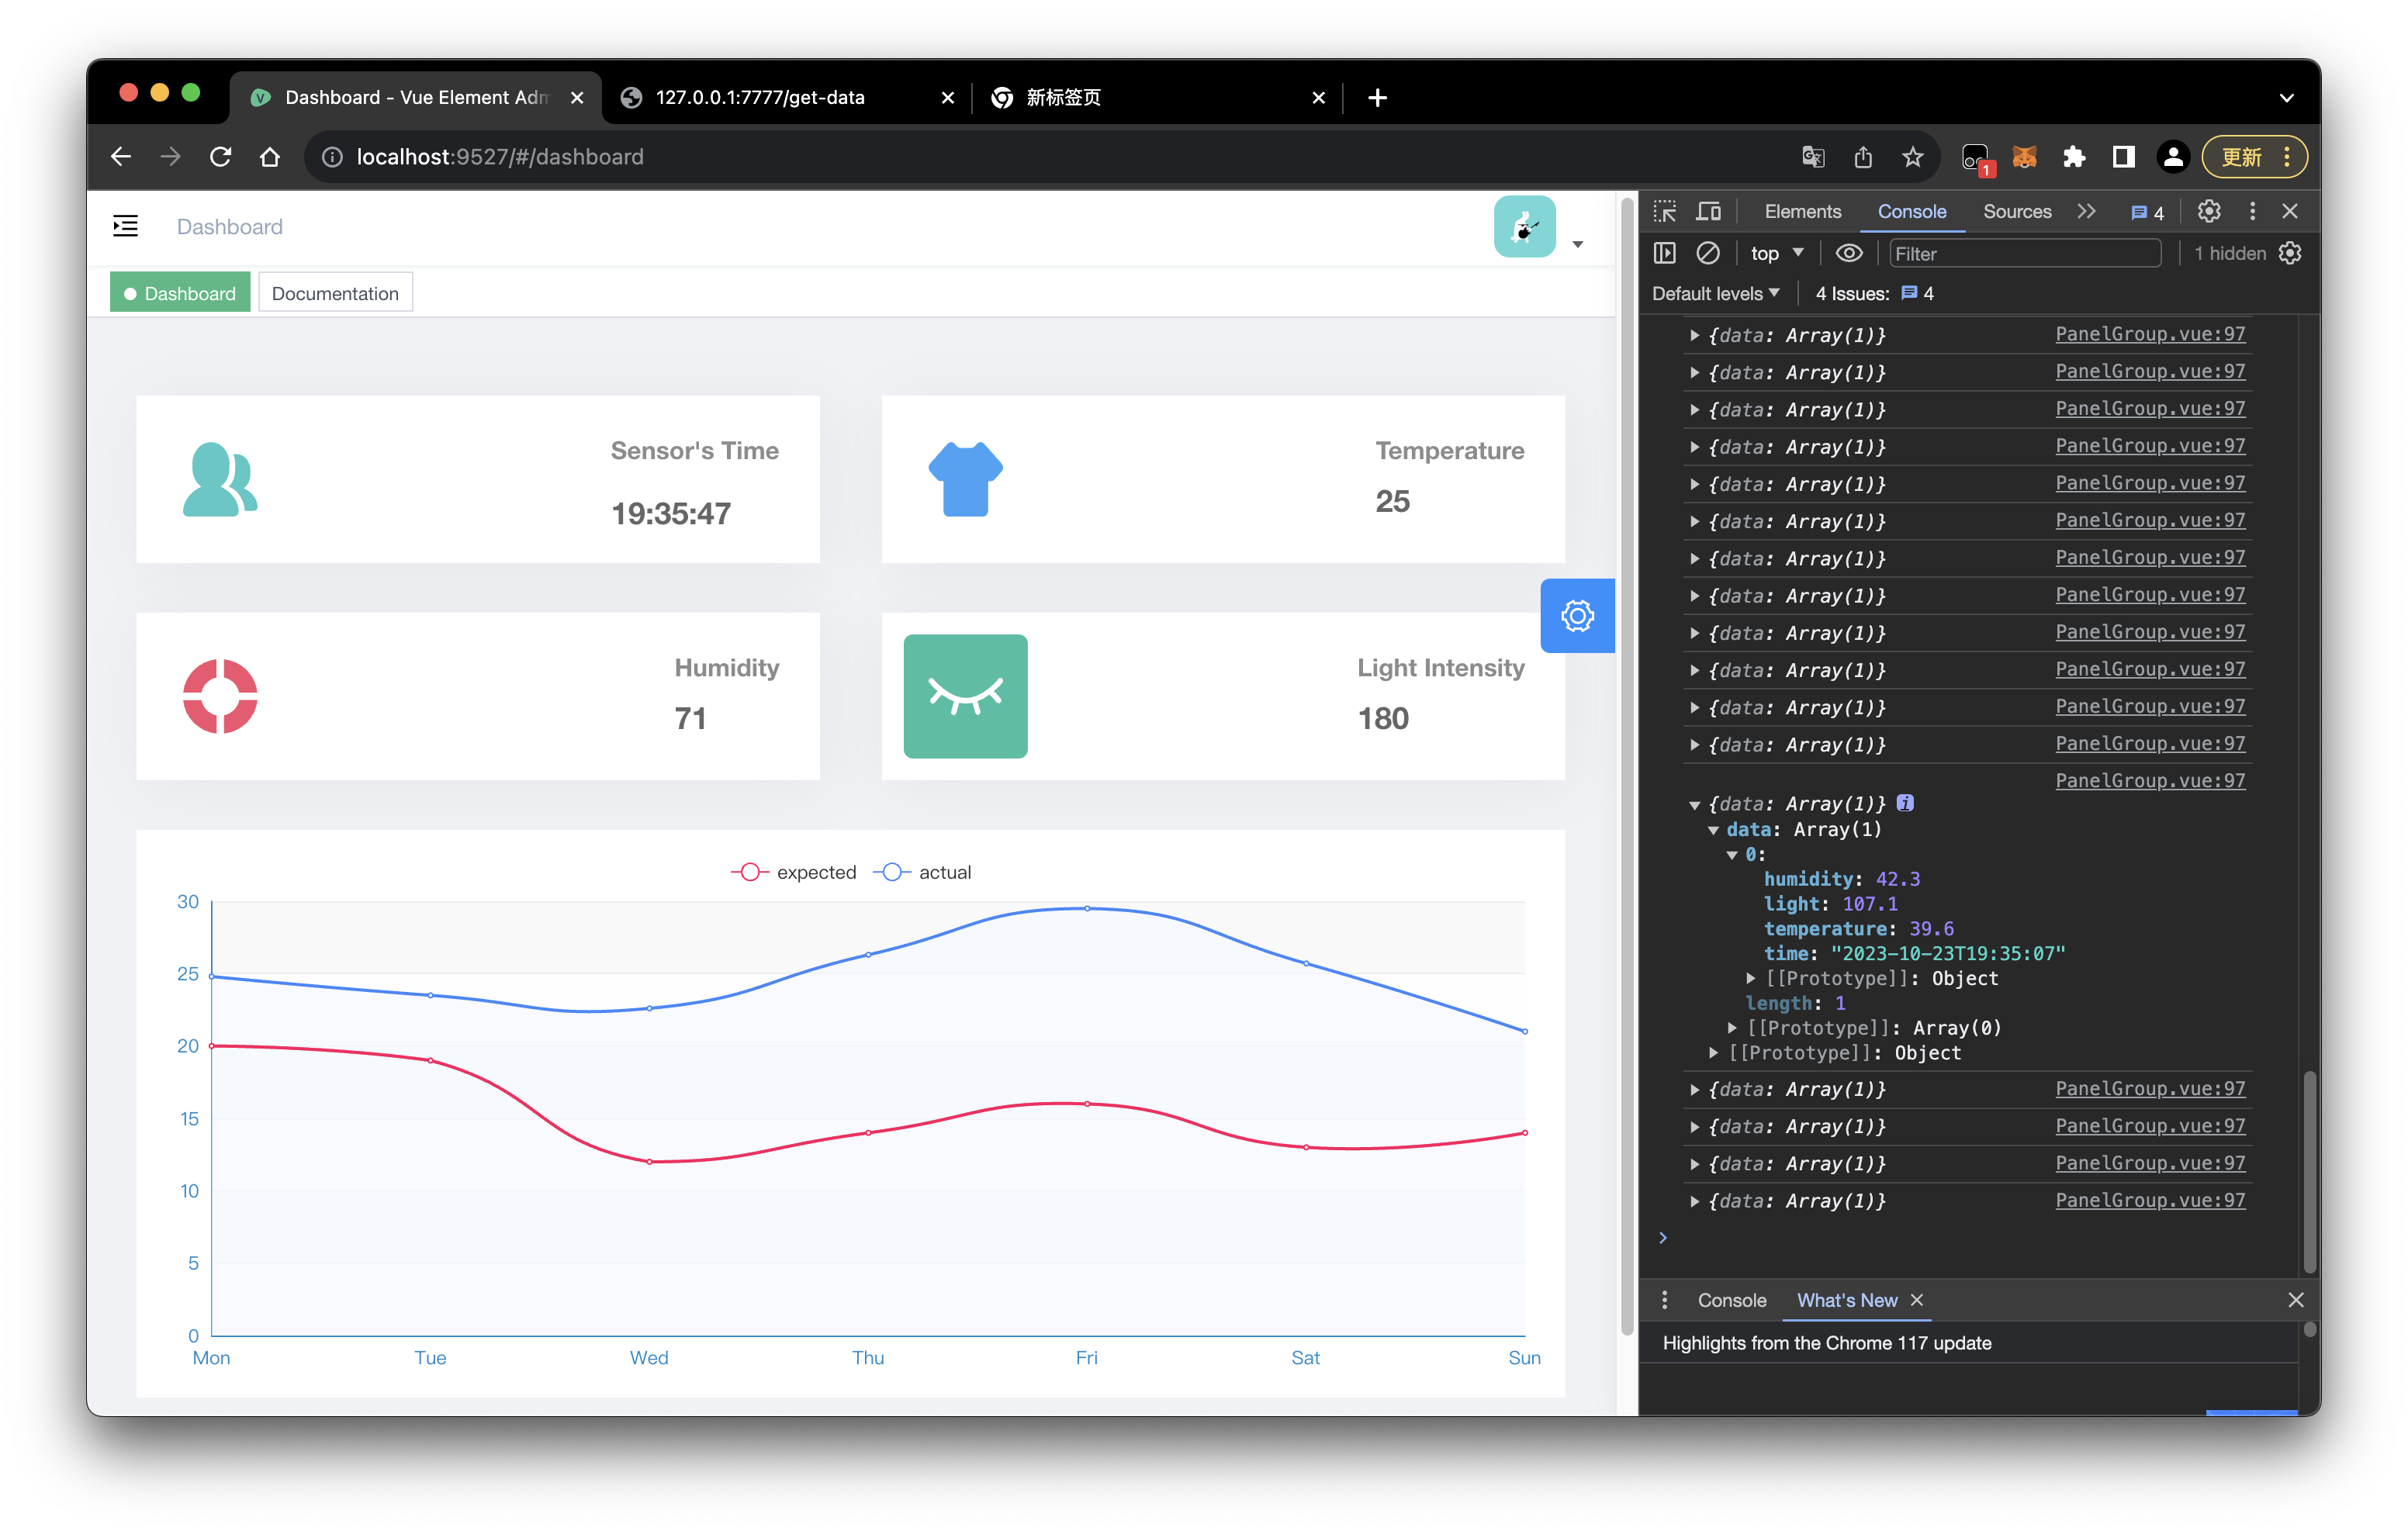 Dashboard - Vue Element Adm
127.0.0.1:7777/get-data
新标签页
localhost:9527/#/dashboard
1
更新
Dashboard
Dashboard
Documentation
Sensor's Time
19:35:47
Temperature
25
Humidity
71
Light Intensity
180
expected
actual
30
25
20
15
10
5
0
Mon
Tue
Wed
Thu
Fri
Sat
Sun
Elements
Console
Sources
4
top
Filter
1 hidden
Default levels
4 Issues:
4
{data: Array(1)} PanelGroup.vue:97
{data: Array(1)} PanelGroup.vue:97
{data: Array(1)} PanelGroup.vue:97
{data: Array(1)} PanelGroup.vue:97
{data: Array(1)} PanelGroup.vue:97
{data: Array(1)} PanelGroup.vue:97
{data: Array(1)} PanelGroup.vue:97
{data: Array(1)} PanelGroup.vue:97
{data: Array(1)} PanelGroup.vue:97
{data: Array(1)} PanelGroup.vue:97
{data: Array(1)} PanelGroup.vue:97
{data: Array(1)} PanelGroup.vue:97
PanelGroup.vue:97
{data: Array(1)} i
data: Array(1)
0:
humidity: 42.3
light: 107.1
temperature: 39.6
time: "2023-10-23T19:35:07"
[[Prototype]]: Object
length: 1
[[Prototype]]: Array(0)
[[Prototype]]: Object
{data: Array(1)} PanelGroup.vue:97
{data: Array(1)} PanelGroup.vue:97
{data: Array(1)} PanelGroup.vue:97
{data: Array(1)} PanelGroup.vue:97
Console
What's New
Highlights from the Chrome 117 update